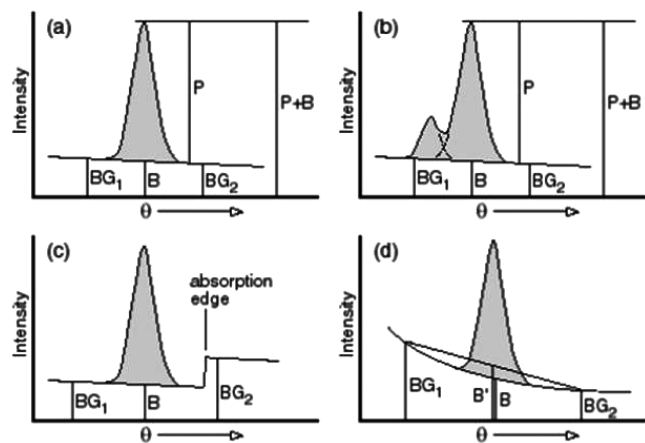 (a)
Intensity
P
P+B
BG1
B
BG2
θ
(b)
Intensity
P
P+B
BG1
B
BG2
θ
(c)
Intensity
absorption
edge
BG1
B
BG2
θ
(d)
Intensity
BG1
B'
B
BG2
θ